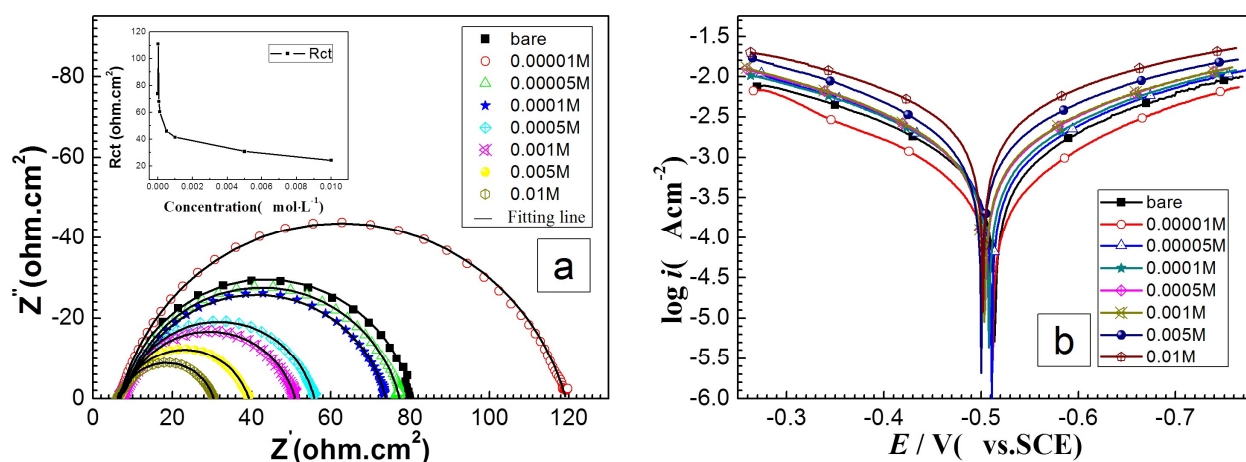 a
-80
-60
-40
-20
0
Z''(ohm.cm²)
0 20 40 60 80 100 120
Z'(ohm.cm²)
120
100
80
60
40
20
Rct (ohm.cm²)
0.000 0.002 0.004 0.006 0.008 0.010
Concentration( mol·L⁻¹)
Rct
bare
0.00001M
0.00005M
0.0001M
0.0005M
0.001M
0.005M
0.01M
Fitting line
b
-1.5
-2.0
-2.5
-3.0
-3.5
-4.0
-4.5
-5.0
-5.5
-6.0
log i( Acm⁻²)
-0.3 -0.4 -0.5 -0.6 -0.7
E / V( vs.SCE)
bare
0.00001M
0.00005M
0.0001M
0.0005M
0.001M
0.005M
0.01M